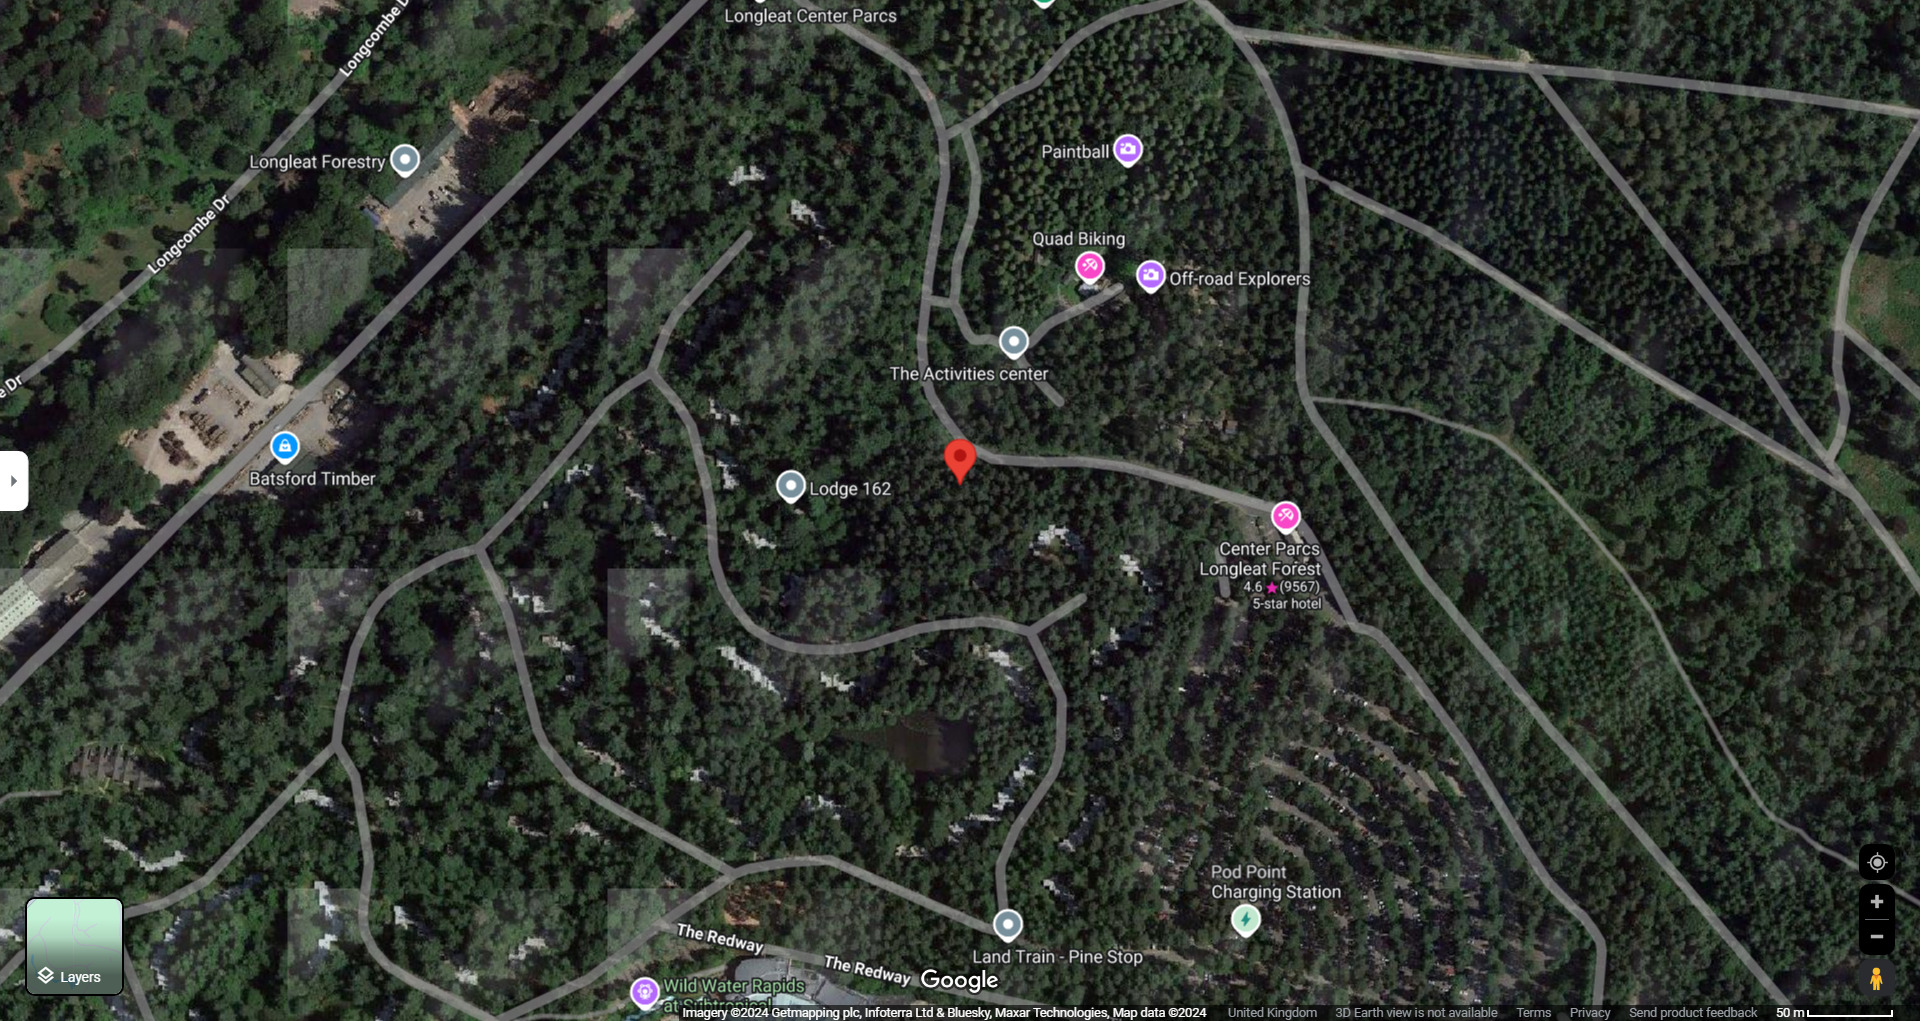 Longleat Center Parcs
Longcombe D
Longleat Forestry
Paintball
Longcombe Dr
Quad Biking
Off-road Explorers
The Activities center
e Dr
Batsford Timber
Lodge 162
Center Parcs
Longleat Forest
4.6 ★ (9567)
5-star hotel
Pod Point
Charging Station
The Redway
Land Train - Pine Stop
The Redway
Google
Layers
Wild Water Rapids
at Subtropical
Imagery ©2024 Getmapping plc, Infoterra Ltd & Bluesky, Maxar Technologies, Map data ©2024 United Kingdom 3D Earth view is not available Terms Privacy Send product feedback 50 m